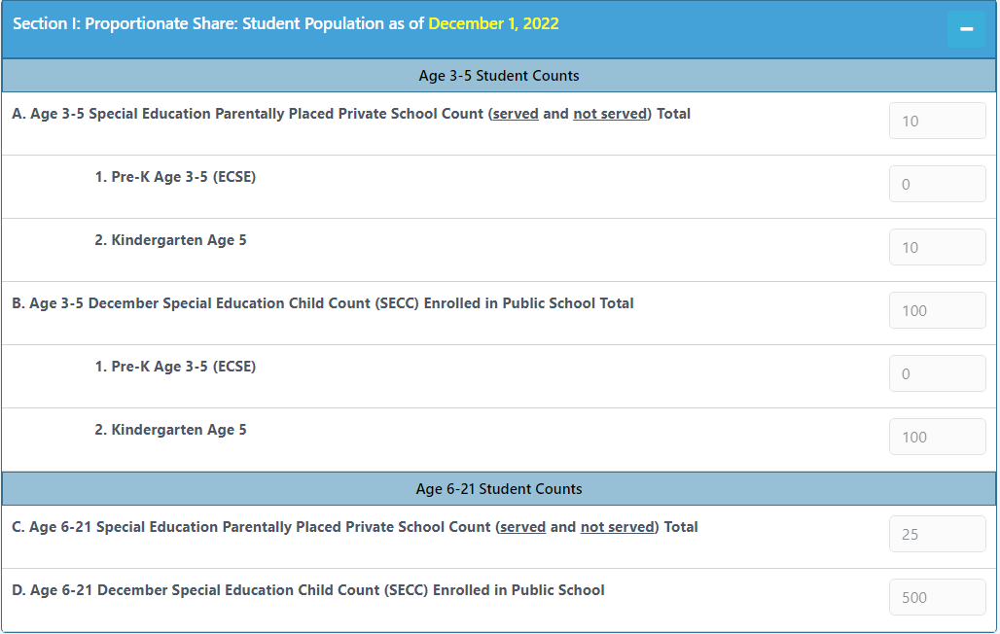 Section I: Proportionate Share: Student Population as of December 1, 2022
Age 3-5 Student Counts
A. Age 3-5 Special Education Parentally Placed Private School Count (served and not served) Total
10
1. Pre-K Age 3-5 (ECSE)
0
2. Kindergarten Age 5
10
B. Age 3-5 December Special Education Child Count (SECC) Enrolled in Public School Total
100
1. Pre-K Age 3-5 (ECSE)
0
2. Kindergarten Age 5
100
Age 6-21 Student Counts
C. Age 6-21 Special Education Parentally Placed Private School Count (served and not served) Total
25
D. Age 6-21 December Special Education Child Count (SECC) Enrolled in Public School
500